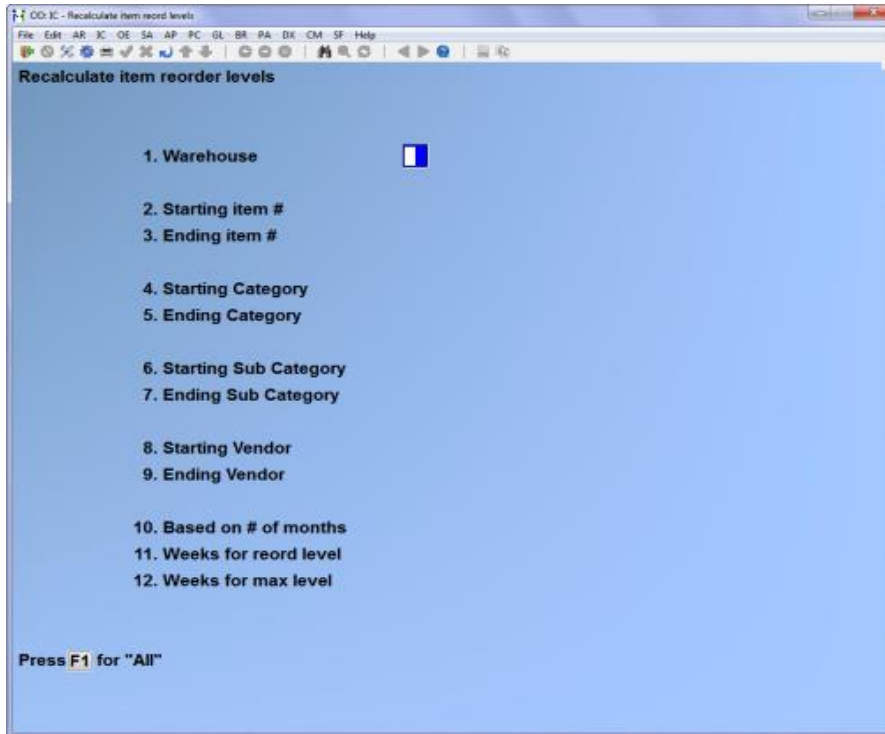 OD: IC - Recalculate item reord levels
File Edit AR IC OE SA AP PC GL BR PA DX CM SF Help
Recalculate item reorder levels
1. Warehouse
2. Starting item #
3. Ending item #
4. Starting Category
5. Ending Category
6. Starting Sub Category
7. Ending Sub Category
8. Starting Vendor
9. Ending Vendor
10. Based on # of months
11. Weeks for reord level
12. Weeks for max level
Press F1 for "All"